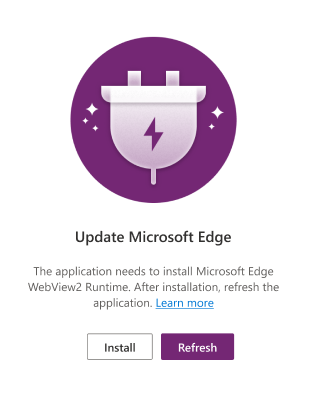 Update Microsoft Edge
The application needs to install Microsoft Edge
WebView2 Runtime. After installation, refresh the
application. Learn more
Install
Refresh